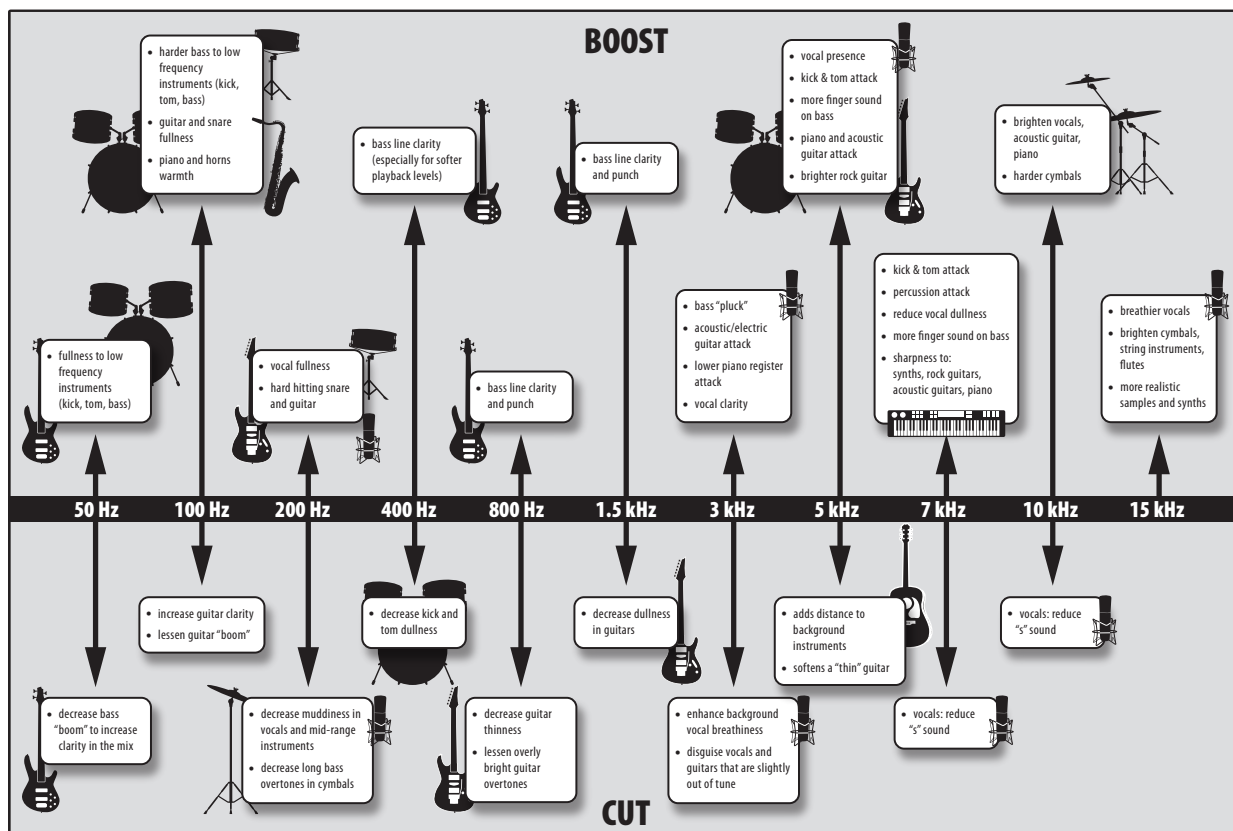 BOOST
• harder bass to low
frequency
instruments (kick,
tom, bass)
• guitar and snare
fullness
• piano and horns
warmth
• bass line clarity
(especially for softer
playback levels)
• bass line clarity
and punch
• vocal presence
• kick & tom attack
• more finger sound
on bass
• piano and acoustic
guitar attack
• brighter rock guitar
• brighten vocals,
acoustic guitar,
piano
• harder cymbals
• fullness to low
frequency
instruments
(kick, tom, bass)
• vocal fullness
• hard hitting snare
and guitar
• bass line clarity
and punch
• bass “pluck”
• acoustic/electric
guitar attack
• lower piano register
attack
• vocal clarity
• kick & tom attack
• percussion attack
• reduce vocal dullness
• more finger sound on bass
• sharpness to:
synths, rock guitars,
acoustic guitars, piano
• breathier vocals
• brighten cymbals,
string instruments,
flutes
• more realistic
samples and synths
50 Hz 100 Hz 200 Hz 400 Hz 800 Hz 1.5 kHz 3 kHz 5 kHz 7 kHz 10 kHz 15 kHz
• increase guitar clarity
• lessen guitar “boom”
• decrease kick and
tom dullness
• decrease dullness
in guitars
• adds distance to
background
instruments
• softens a “thin” guitar
• vocals: reduce
“s” sound
• decrease bass
“boom” to increase
clarity in the mix
• decrease muddiness in
vocals and mid-range
instruments
• decrease long bass
overtones in cymbals
• decrease guitar
thinness
• lessen overly
bright guitar
overtones
• enhance background
vocal breathiness
• disguise vocals and
guitars that are slightly
out of tune
• vocals: reduce
“s” sound
CUT